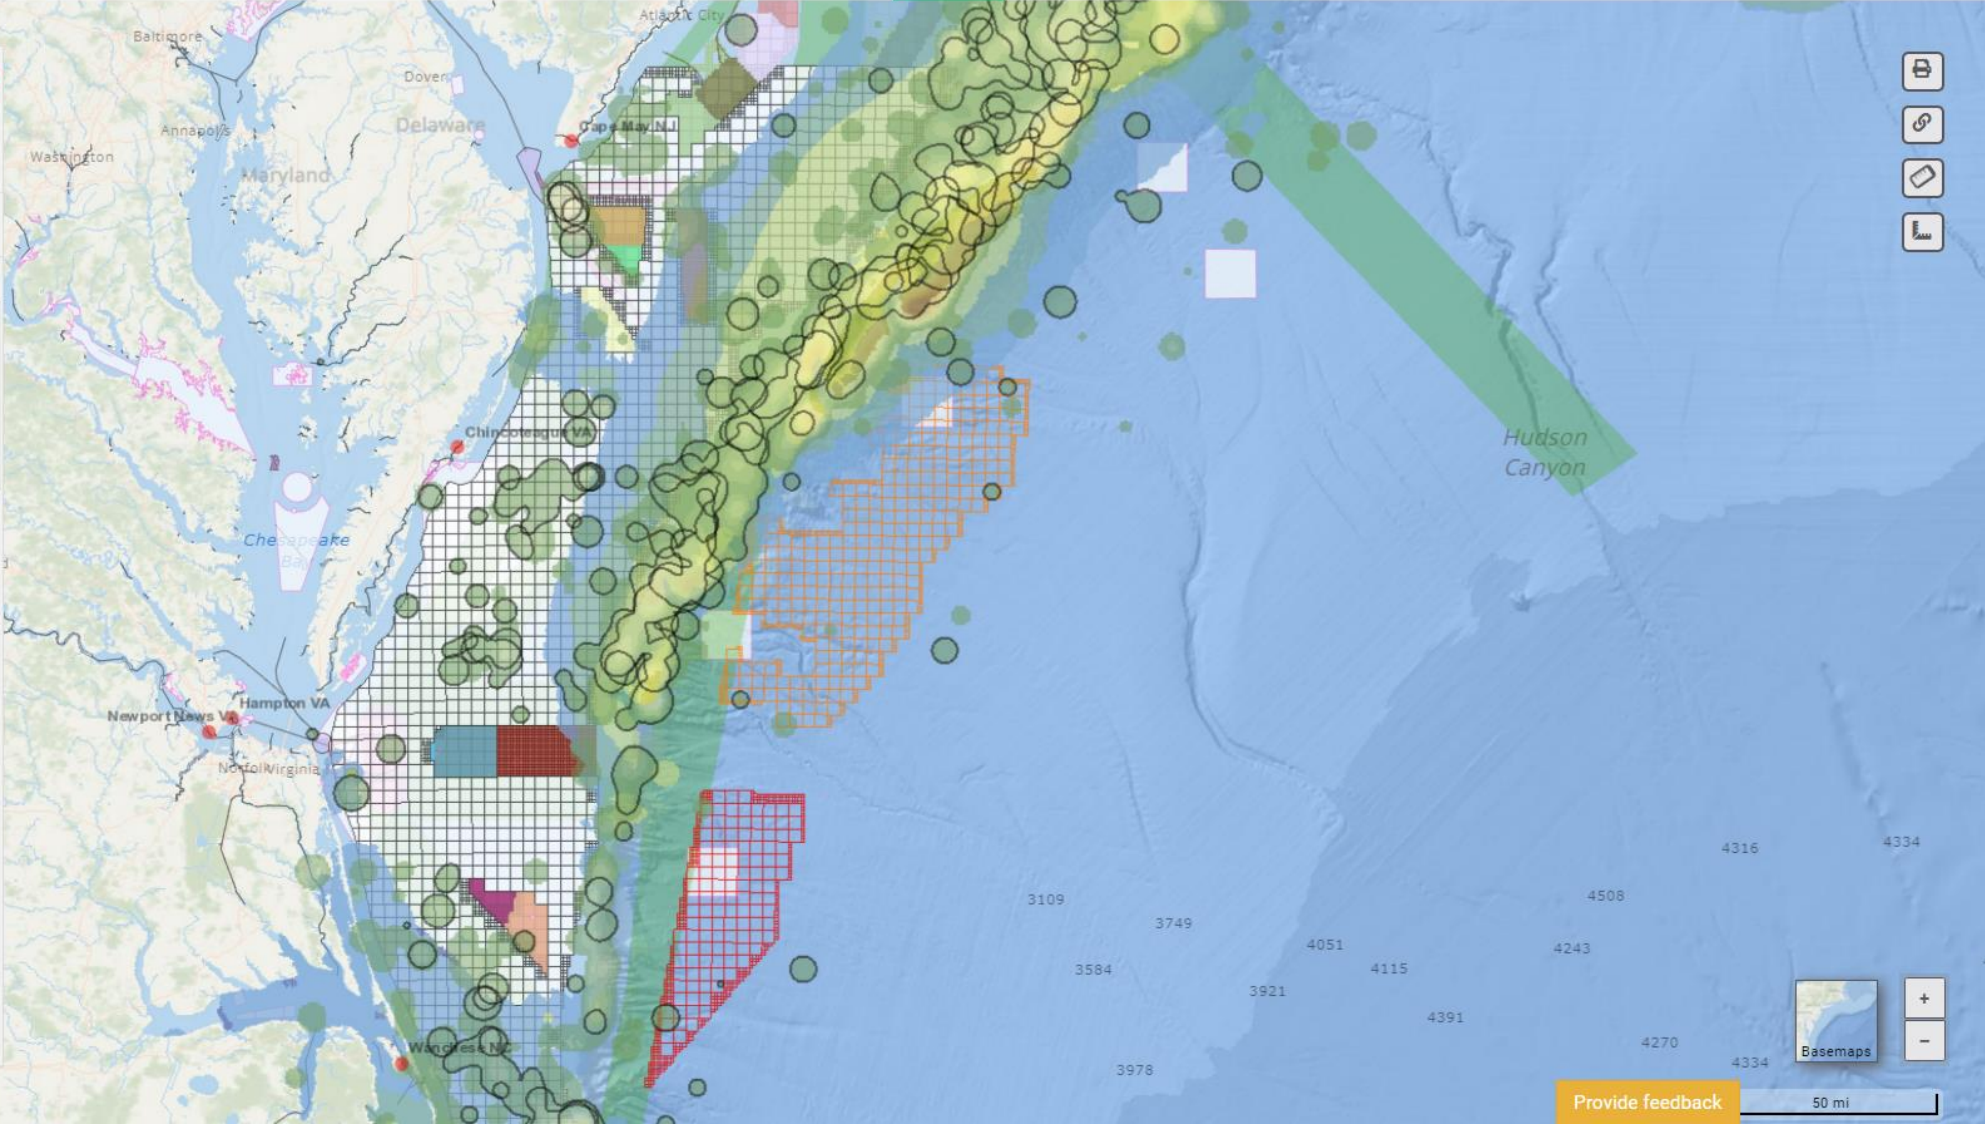 Atlantic City
Baltimore
Dover
Delaware
Cape May NJ
Annapolis
Washington
Maryland
Chincoteague VA
Hudson
Canyon
Chesapeake
Bay
Hampton VA
Newport News VA
Norfolk
Virginia
4316
4334
3109
4508
3749
4051
4243
3584
4115
3921
4391
Wanchese NC
4270
4334
3978
+
Basemaps
−
Provide feedback
50 mi